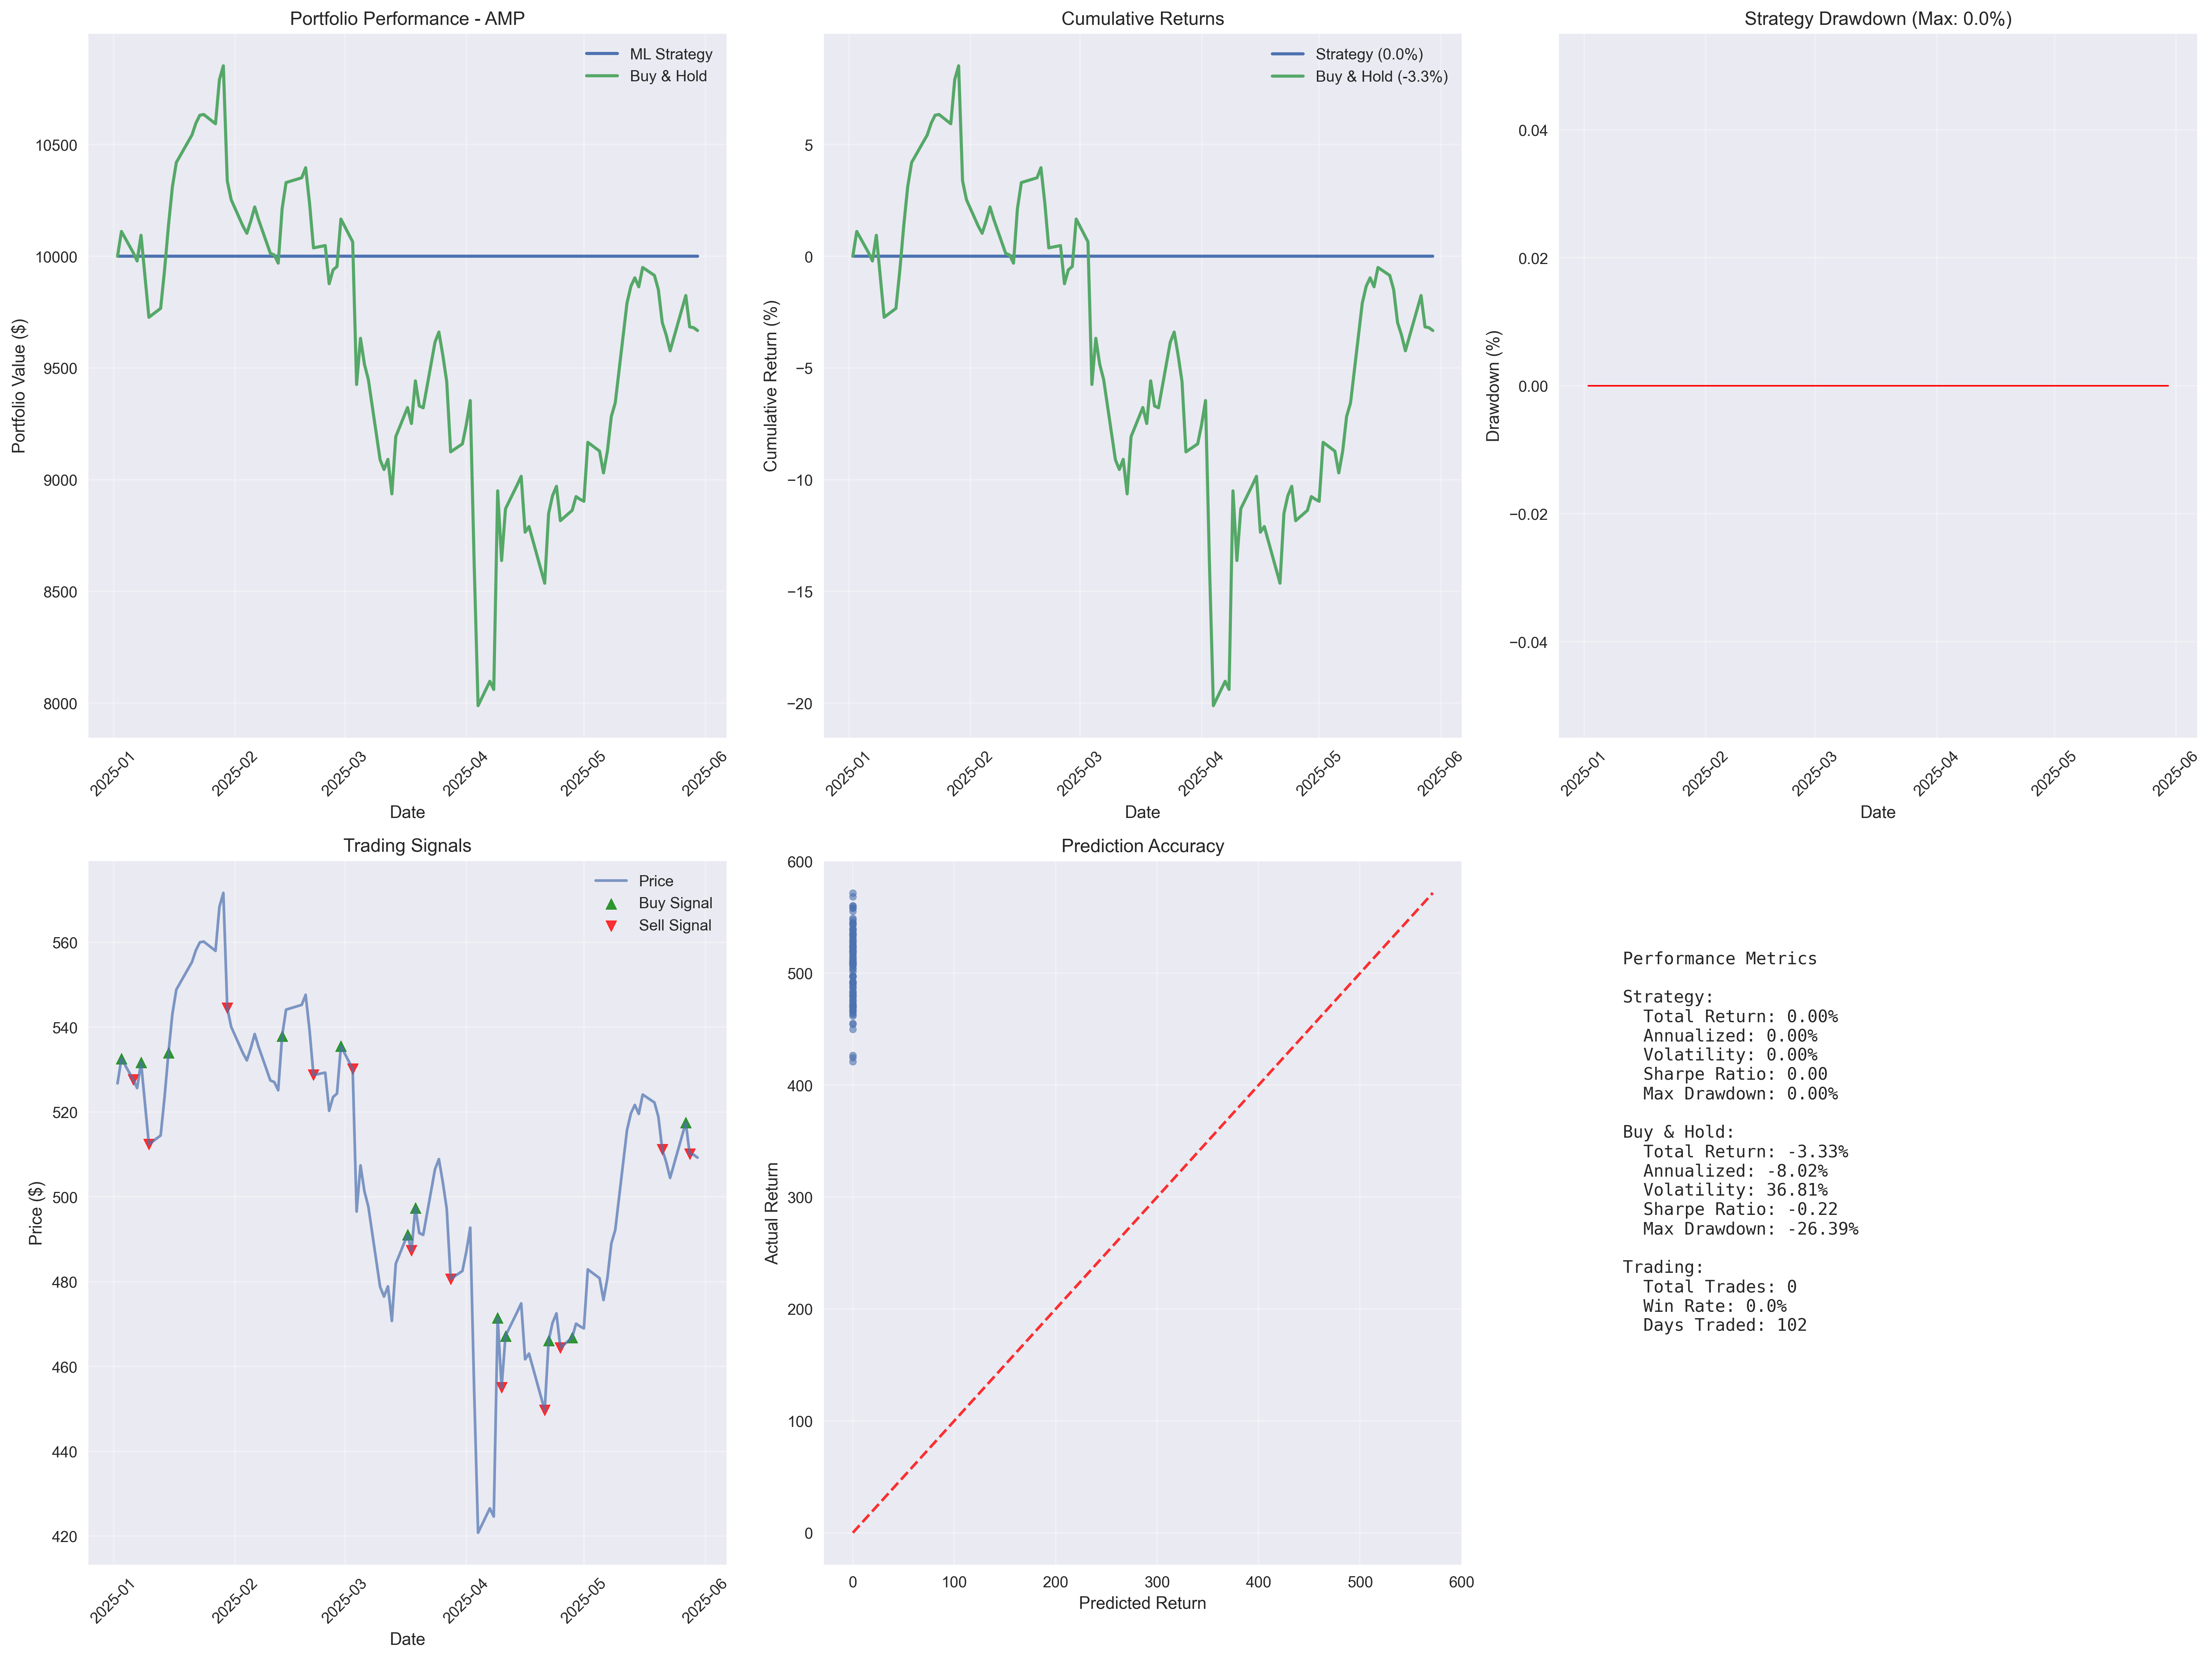 Portfolio Performance - AMP
ML Strategy
Buy & Hold
10500
10000
9500
9000
8500
8000
Portfolio Value ($)
2025-01
2025-02
2025-03
2025-04
2025-05
2025-06
Date
Cumulative Returns
Strategy (0.0%)
Buy & Hold (-3.3%)
5
0
−5
−10
−15
−20
Cumulative Return (%)
2025-01
2025-02
2025-03
2025-04
2025-05
2025-06
Date
Strategy Drawdown (Max: 0.0%)
0.04
0.02
0.00
−0.02
−0.04
Drawdown (%)
2025-01
2025-02
2025-03
2025-04
2025-05
2025-06
Date
Trading Signals
Price
Buy Signal
Sell Signal
560
540
520
500
480
460
440
420
Price ($)
2025-01
2025-02
2025-03
2025-04
2025-05
2025-06
Date
Prediction Accuracy
600
500
400
300
200
100
0
Actual Return
0
100
200
300
400
500
600
Predicted Return
Performance Metrics
Strategy:
Total Return: 0.00%
Annualized: 0.00%
Volatility: 0.00%
Sharpe Ratio: 0.00
Max Drawdown: 0.00%
Buy & Hold:
Total Return: -3.33%
Annualized: -8.02%
Volatility: 36.81%
Sharpe Ratio: -0.22
Max Drawdown: -26.39%
Trading:
Total Trades: 0
Win Rate: 0.0%
Days Traded: 102